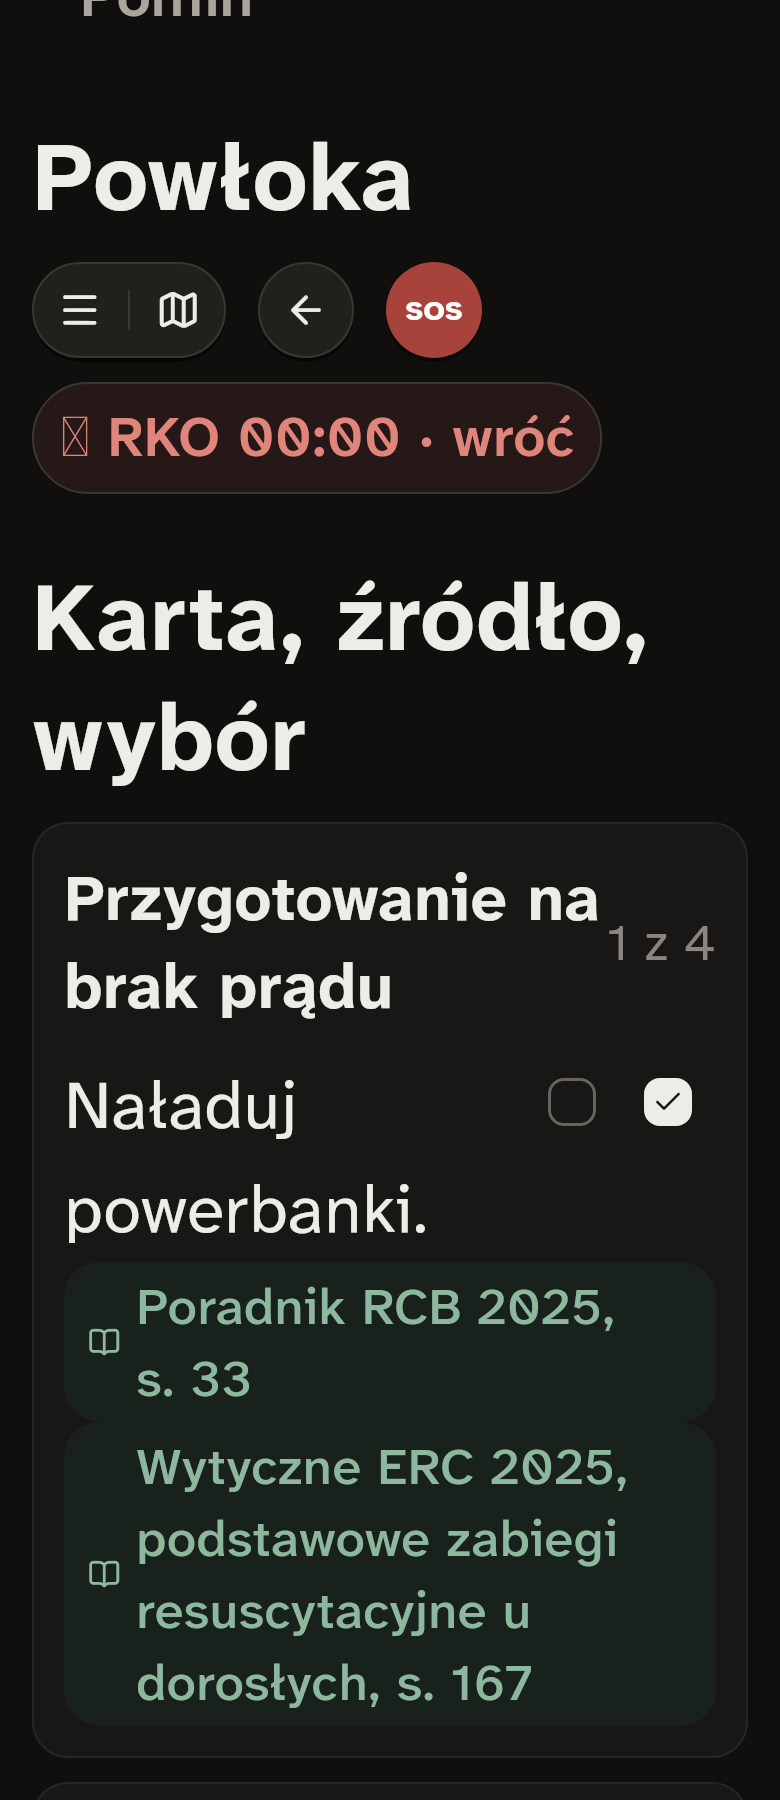 Powłoka
sos
RKO 00:00 · wróć
Karta, źródło,
wybór
Przygotowanie na
brak prądu
1 z 4
Naładuj
powerbanki.
Poradnik RCB 2025,
s. 33
Wytyczne ERC 2025,
podstawowe zabiegi
resuscytacyjne u
dorosłych, s. 167